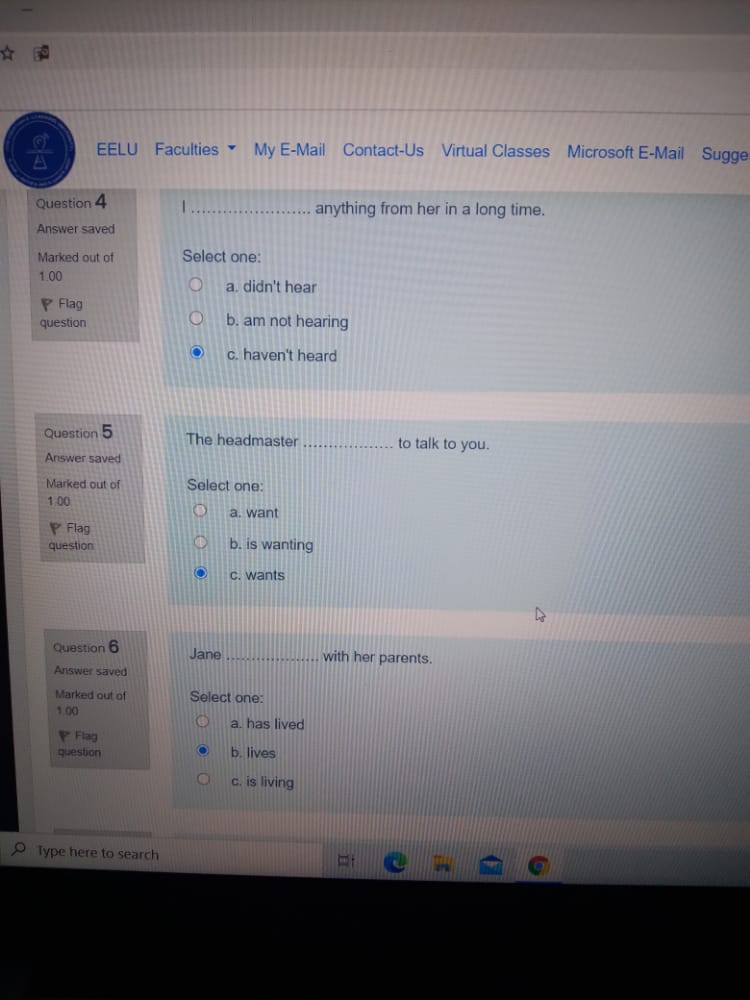 EELU Faculties My E-Mail Contact-Us Virtual Classes Microsoft E-Mail Sugge
Question 4
Answer saved
Marked out of
1.00
Flag
question
I ....................... anything from her in a long time.
Select one:
a. didn't hear
b. am not hearing
c. haven't heard
Question 5
Answer saved
Marked out of
1.00
Flag
question
The headmaster .................. to talk to you.
Select one:
a. want
b. is wanting
c. wants
Question 6
Answer saved
Marked out of
1.00
Flag
question
Jane .................... with her parents.
Select one:
a. has lived
b. lives
c. is living
Type here to search